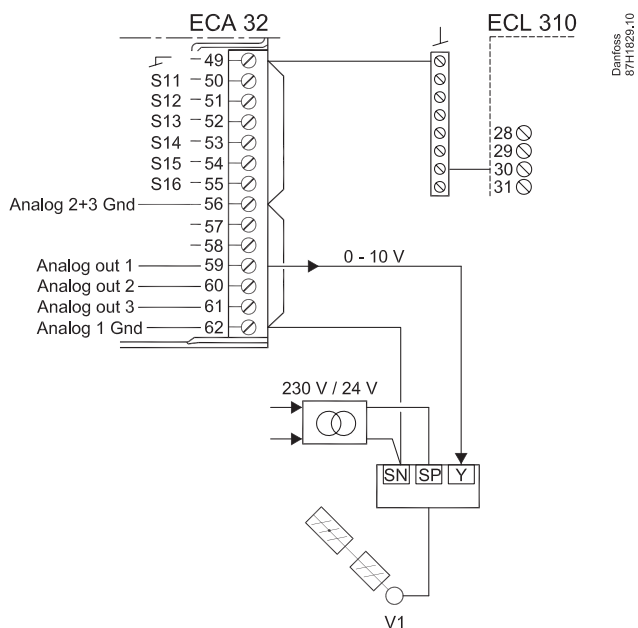 ECA 32
ECL 310
Danfoss
87H1829.10
49
S11 50
S12 51
S13 52
S14 53
S15 54
S16 55
Analog 2+3 Gnd 56
57
58
Analog out 1 59
Analog out 2 60
Analog out 3 61
Analog 1 Gnd 62
28
29
30
31
0 - 10 V
230 V / 24 V
SN SP Y
V1